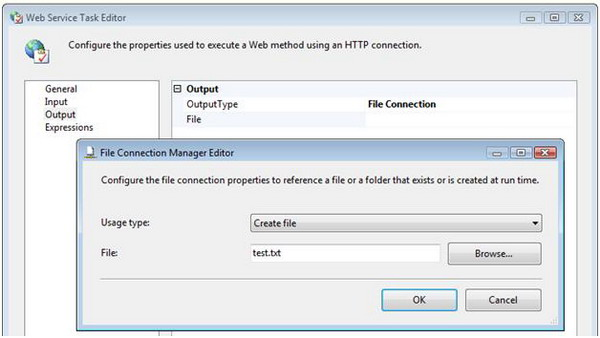 Web Service Task Editor
Configure the properties used to execute a Web method using an HTTP connection.
General
Input
Output
Expressions
Output
OutputType File Connection
File
File Connection Manager Editor
Configure the file connection properties to reference a file or a folder that exists or is created at run time.
Usage type: Create file
File: test.txt Browse...
OK Cancel